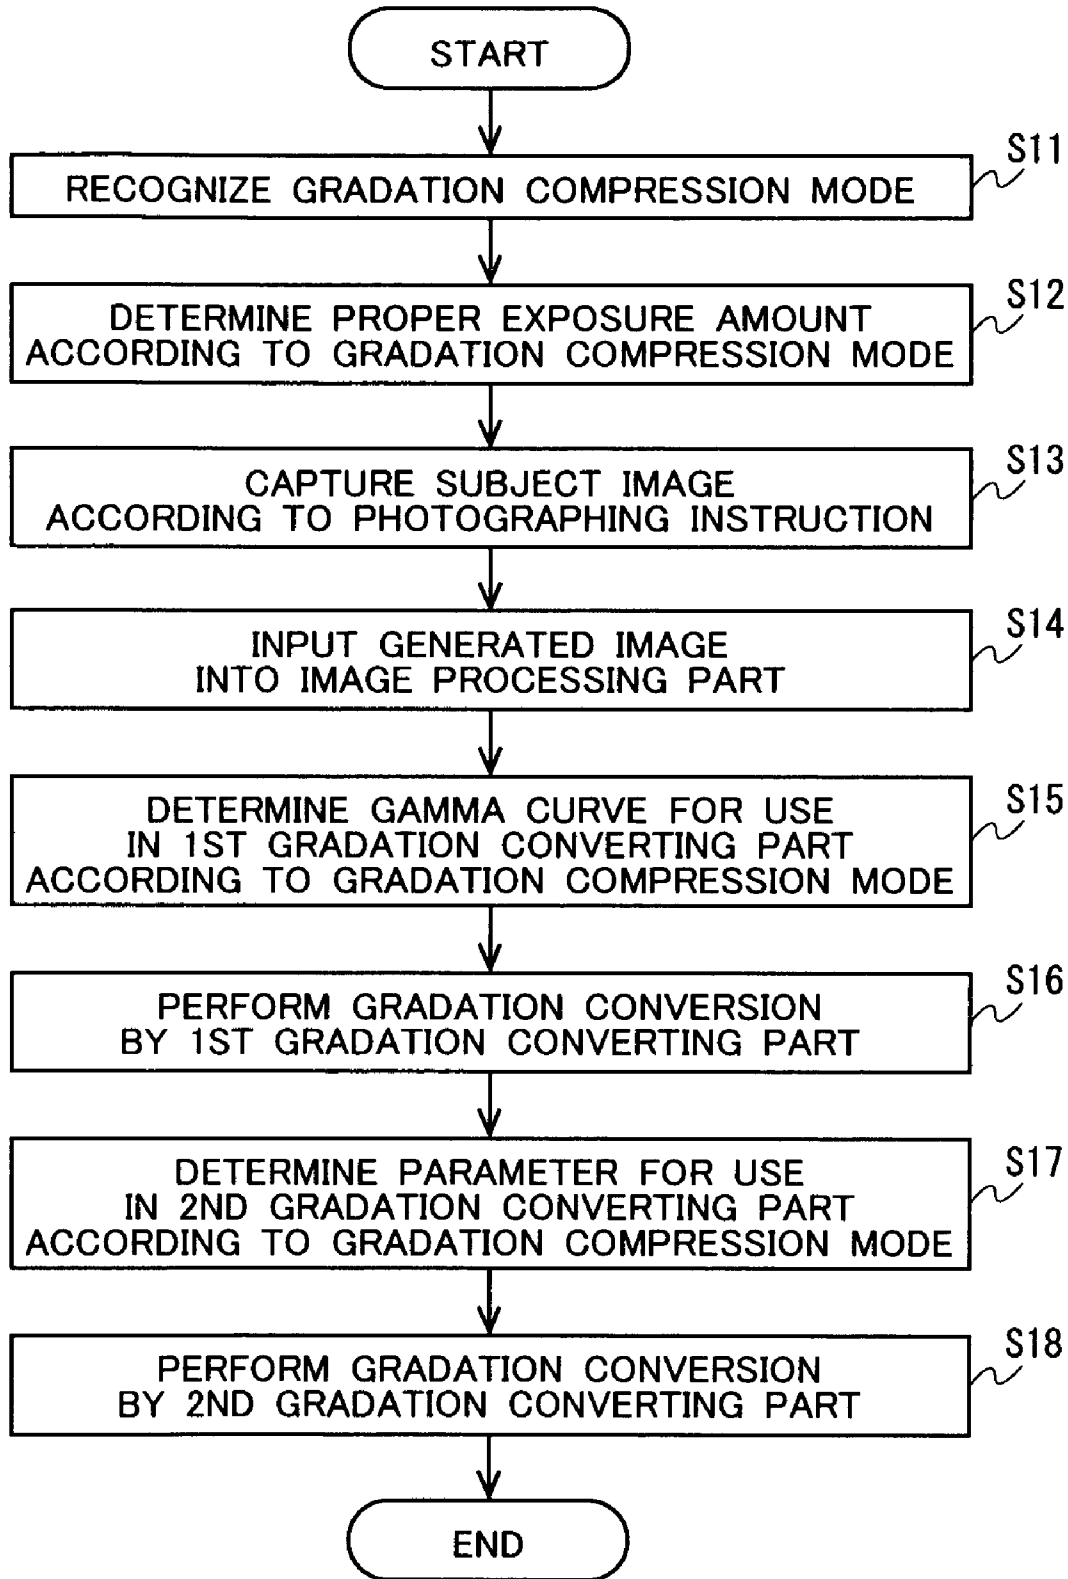 START
S11
RECOGNIZE GRADATION COMPRESSION MODE
S12
DETERMINE PROPER EXPOSURE AMOUNT
ACCORDING TO GRADATION COMPRESSION MODE
S13
CAPTURE SUBJECT IMAGE
ACCORDING TO PHOTOGRAPHING INSTRUCTION
S14
INPUT GENERATED IMAGE
INTO IMAGE PROCESSING PART
S15
DETERMINE GAMMA CURVE FOR USE
IN 1ST GRADATION CONVERTING PART
ACCORDING TO GRADATION COMPRESSION MODE
S16
PERFORM GRADATION CONVERSION
BY 1ST GRADATION CONVERTING PART
S17
DETERMINE PARAMETER FOR USE
IN 2ND GRADATION CONVERTING PART
ACCORDING TO GRADATION COMPRESSION MODE
S18
PERFORM GRADATION CONVERSION
BY 2ND GRADATION CONVERTING PART
END